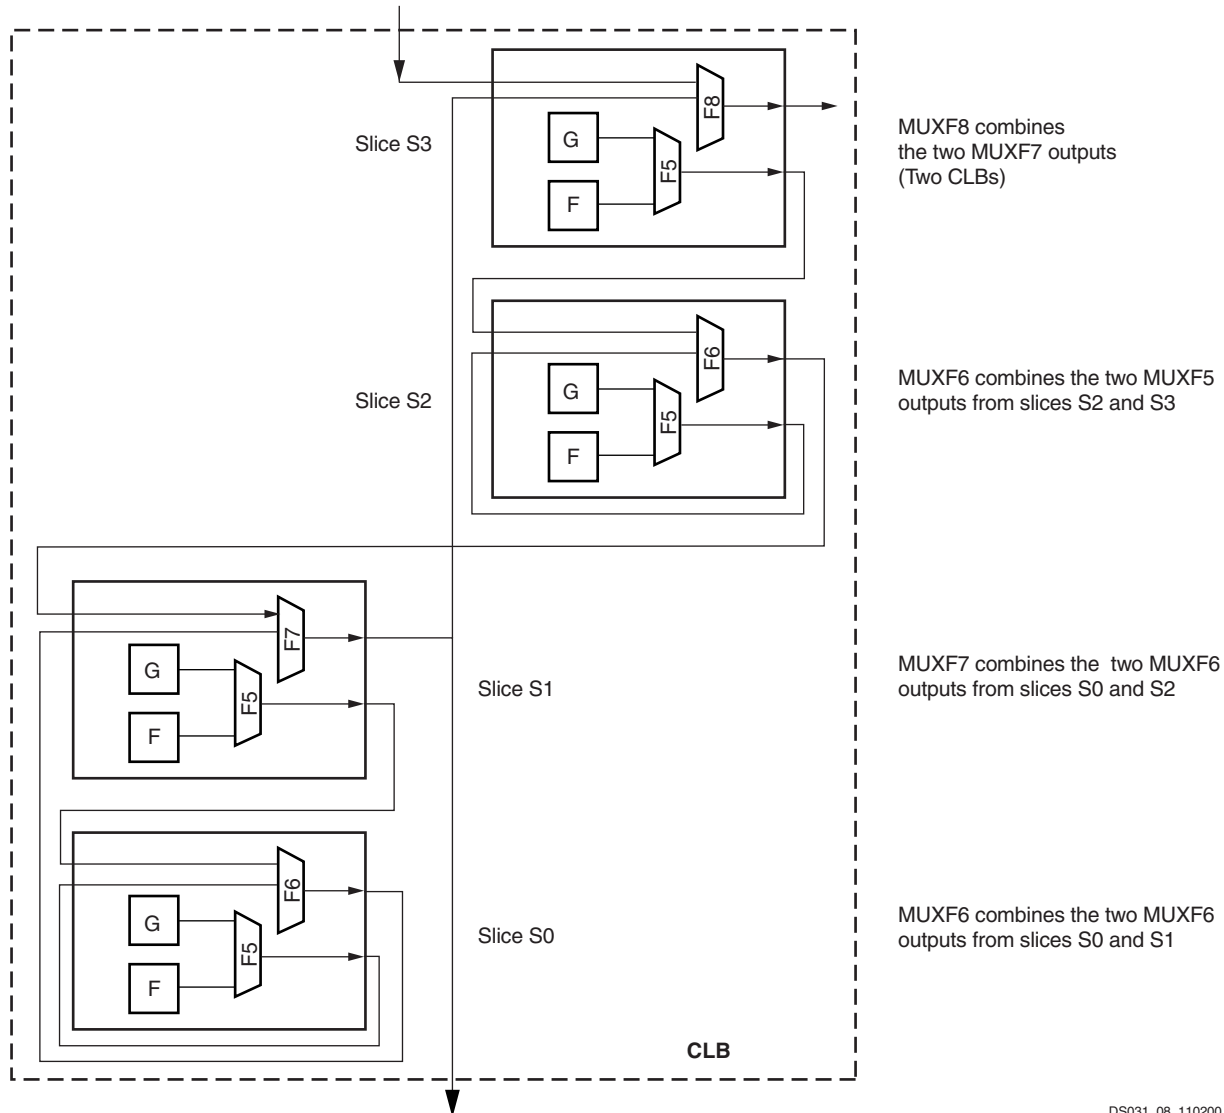 F8
Slice S3
G
F5
F
MUXF8 combines
the two MUXF7 outputs
(Two CLBs)
F6
Slice S2
G
F5
F
MUXF6 combines the two MUXF5
outputs from slices S2 and S3
F7
G
F5
F
Slice S1
MUXF7 combines the two MUXF6
outputs from slices S0 and S2
F6
G
F5
F
Slice S0
MUXF6 combines the two MUXF6
outputs from slices S0 and S1
CLB
DS031_08_110200